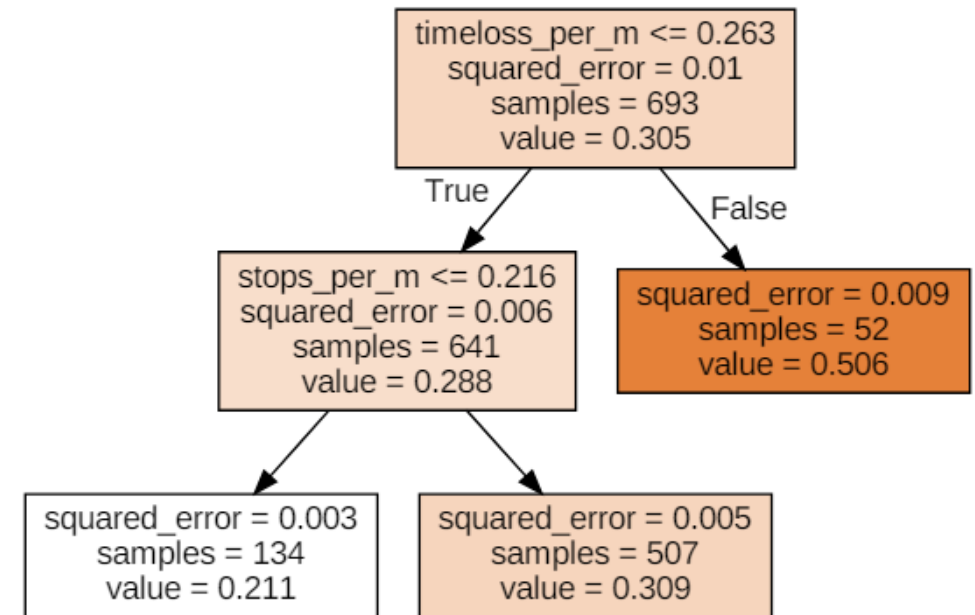 timeloss_per_m <= 0.263
squared_error = 0.01
samples = 693
value = 0.305
True
False
stops_per_m <= 0.216
squared_error = 0.006
samples = 641
value = 0.288
squared_error = 0.009
samples = 52
value = 0.506
squared_error = 0.003
samples = 134
value = 0.211
squared_error = 0.005
samples = 507
value = 0.309